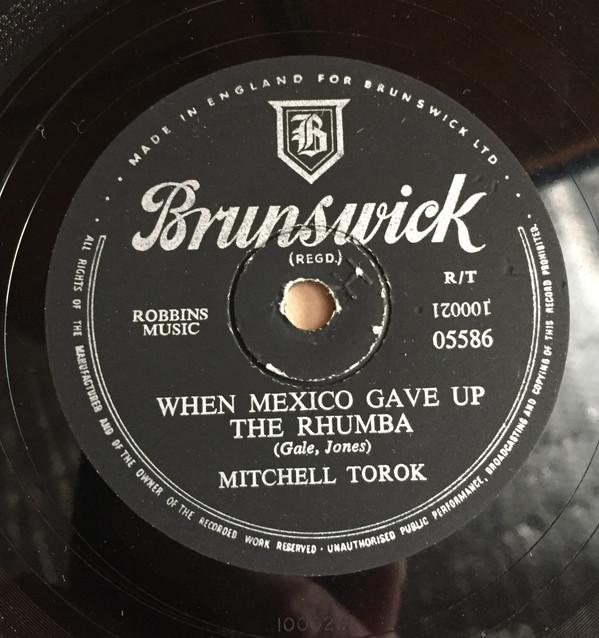 MADE IN ENGLAND FOR BRUNSWICK LTD
B
Brunswick
(REGD.)
R/T
100021
05586
ROBBINS
MUSIC
WHEN MEXICO GAVE UP
THE RHUMBA
(Gale, Jones)
MITCHELL TOROK
ALL RIGHTS OF THE MANUFACTURER AND OF THE OWNER OF THE RECORDED WORK RESERVED · UNAUTHORISED PUBLIC PERFORMANCE, BROADCASTING AND COPYING OF THIS RECORD PROHIBITED.